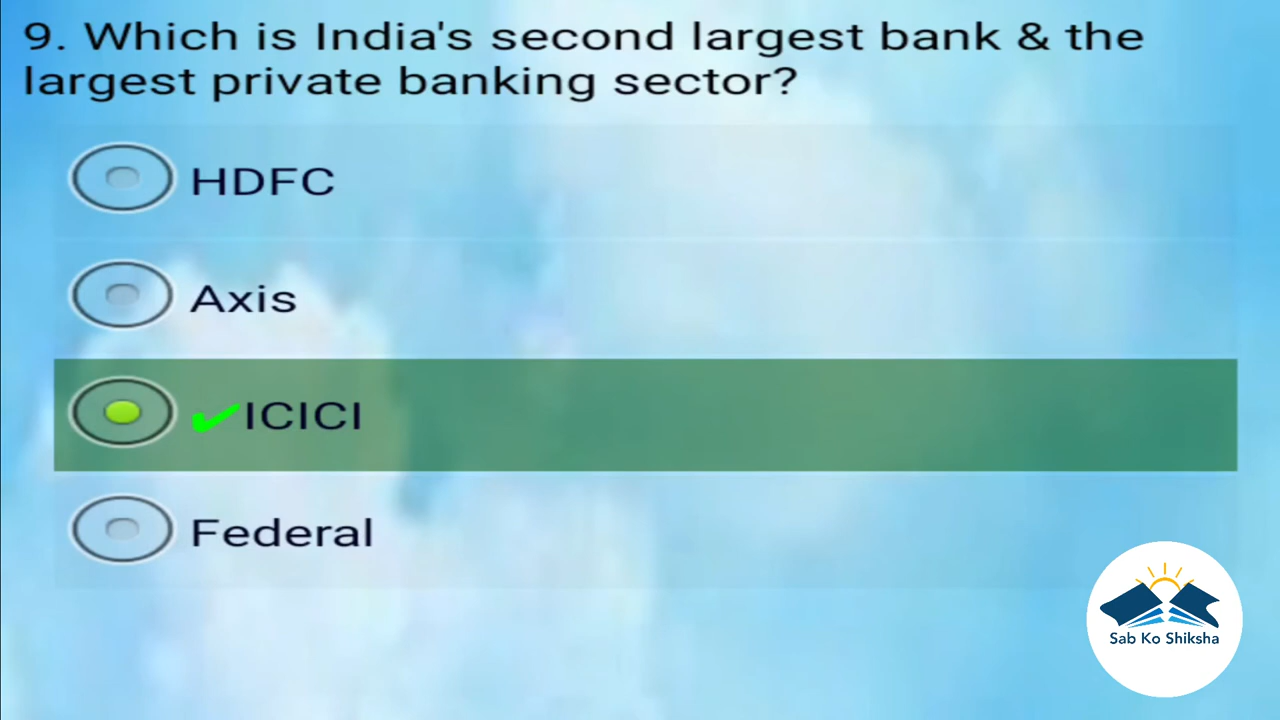 9. Which is India's second largest bank & the
largest private banking sector?
HDFC
Axis
✔ICICI
Federal
Sab Ko Shiksha